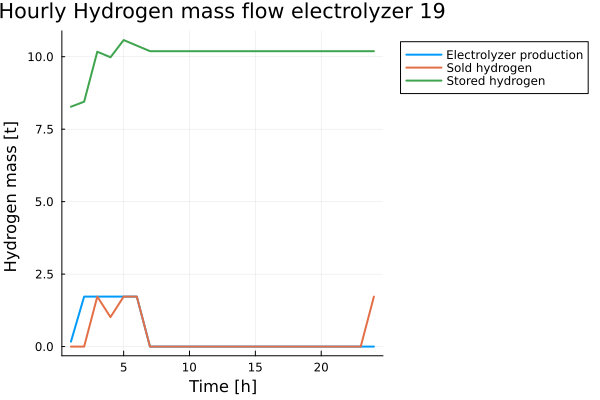 Hourly Hydrogen mass flow electrolyzer 19
Electrolyzer production
Sold hydrogen
Stored hydrogen
Hydrogen mass [t]
10.0
7.5
5.0
2.5
0.0
5
10
15
20
Time [h]